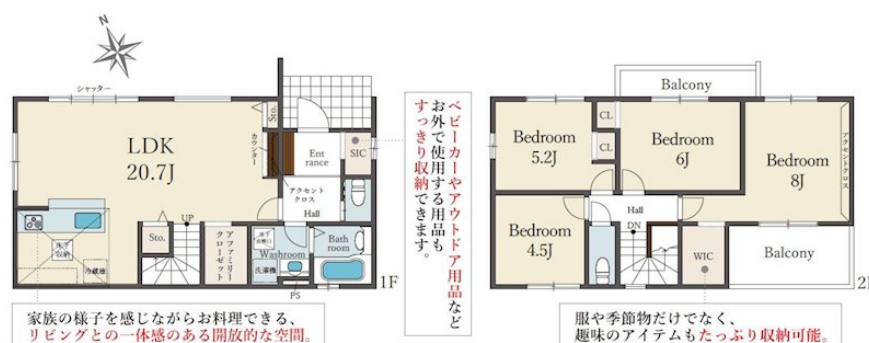 N
シャッター
Sto.
LDK
20.7J
カウンター
Ent
rance
SIC
アクセント
クロス
Hall
UP
Sto.
ファミリー
クローゼット
床下
収納
冷蔵庫
床下
点検口
Washroom
洗濯機
Bath
room
PS
1F
家族の様子を感じながらお料理できる、
リビングとの一体感のある開放的な空間。
ベビーカーやアウトドア用品など
お外で使用する用品も
すっきり収納できます。
Balcony
Bedroom
5.2J
CL
CL
Bedroom
6J
Bedroom
8J
アクセントクロス
Bedroom
4.5J
Hall
DN
WIC
Balcony
2F
服や季節物だけでなく、
趣味のアイテムもたっぷり収納可能。